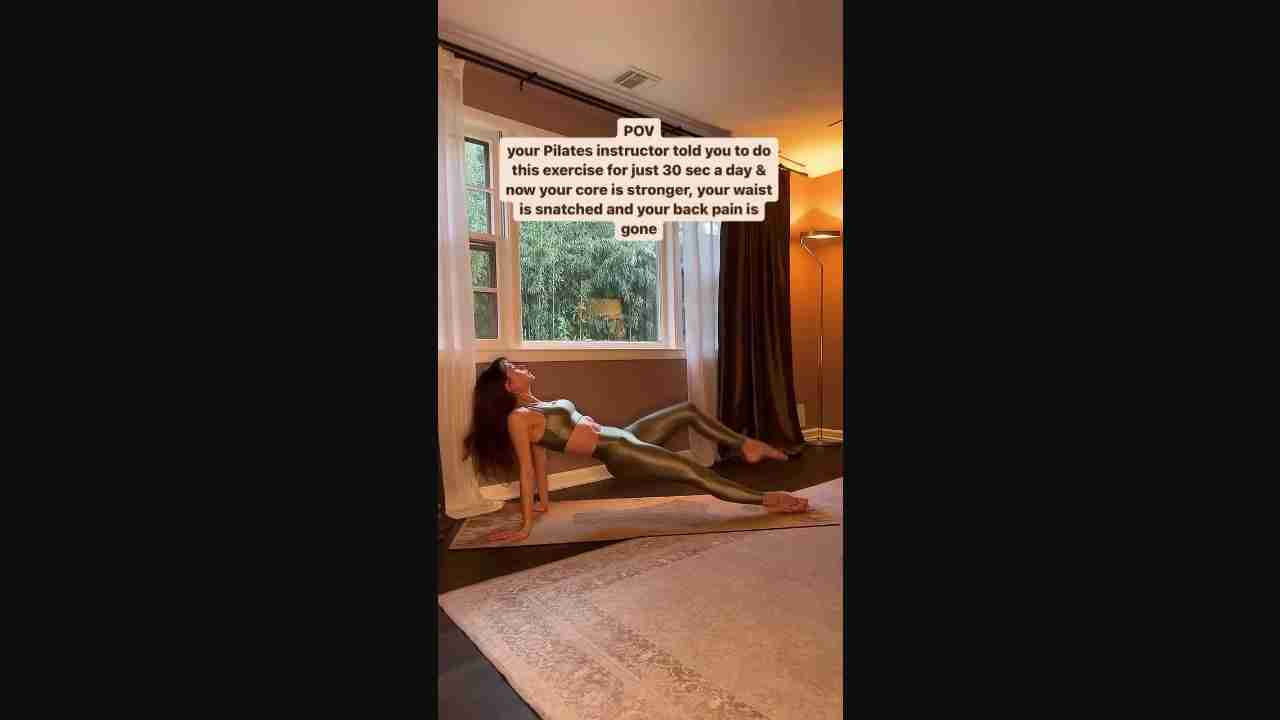 POV
your Pilates instructor told you to do
this exercise for just 30 sec a day &
now your core is stronger, your waist
is snatched and your back pain is
gone